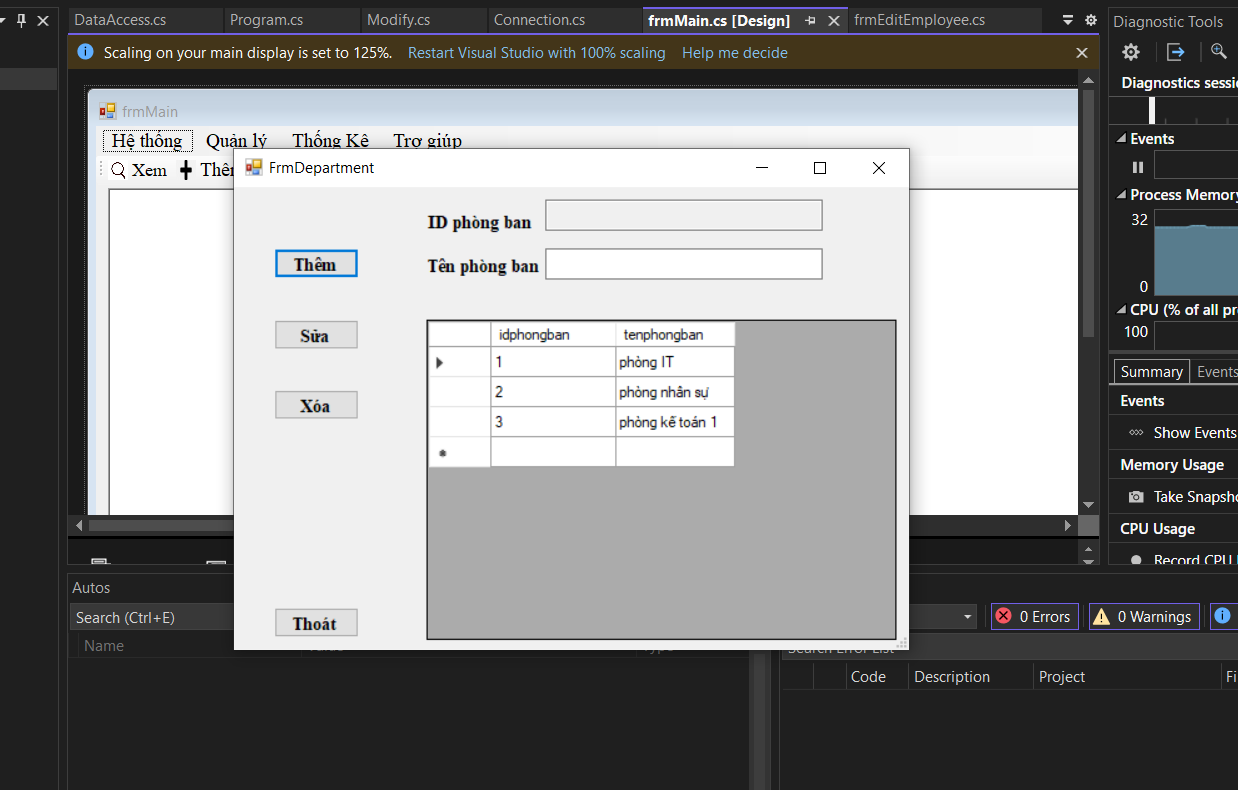 DataAccess.cs Program.cs Modify.cs Connection.cs frmMain.cs [Design] frmEditEmployee.cs
Diagnostic Tools
Scaling on your main display is set to 125%. Restart Visual Studio with 100% scaling Help me decide
Diagnostics
frmMain
Hệ thống Quản lý Thống Kê Trợ giúp
Events
Xem
FrmDepartment
Process Memory
32
0
CPU (% of all
100
Summary Events
Events
Show Events
Memory Usage
Take
CPU Usage
Record CPU
ID phòng ban
Thêm Tên phòng ban
Sửa
idphongban tenphongban
1 phòng IT
2 phòng nhân sự
Xóa
3 phòng kế toán 1
Thoát
Autos
Search (Ctrl+E)
Name
0 Errors 0 Warnings
Search Error List
Code Description Project